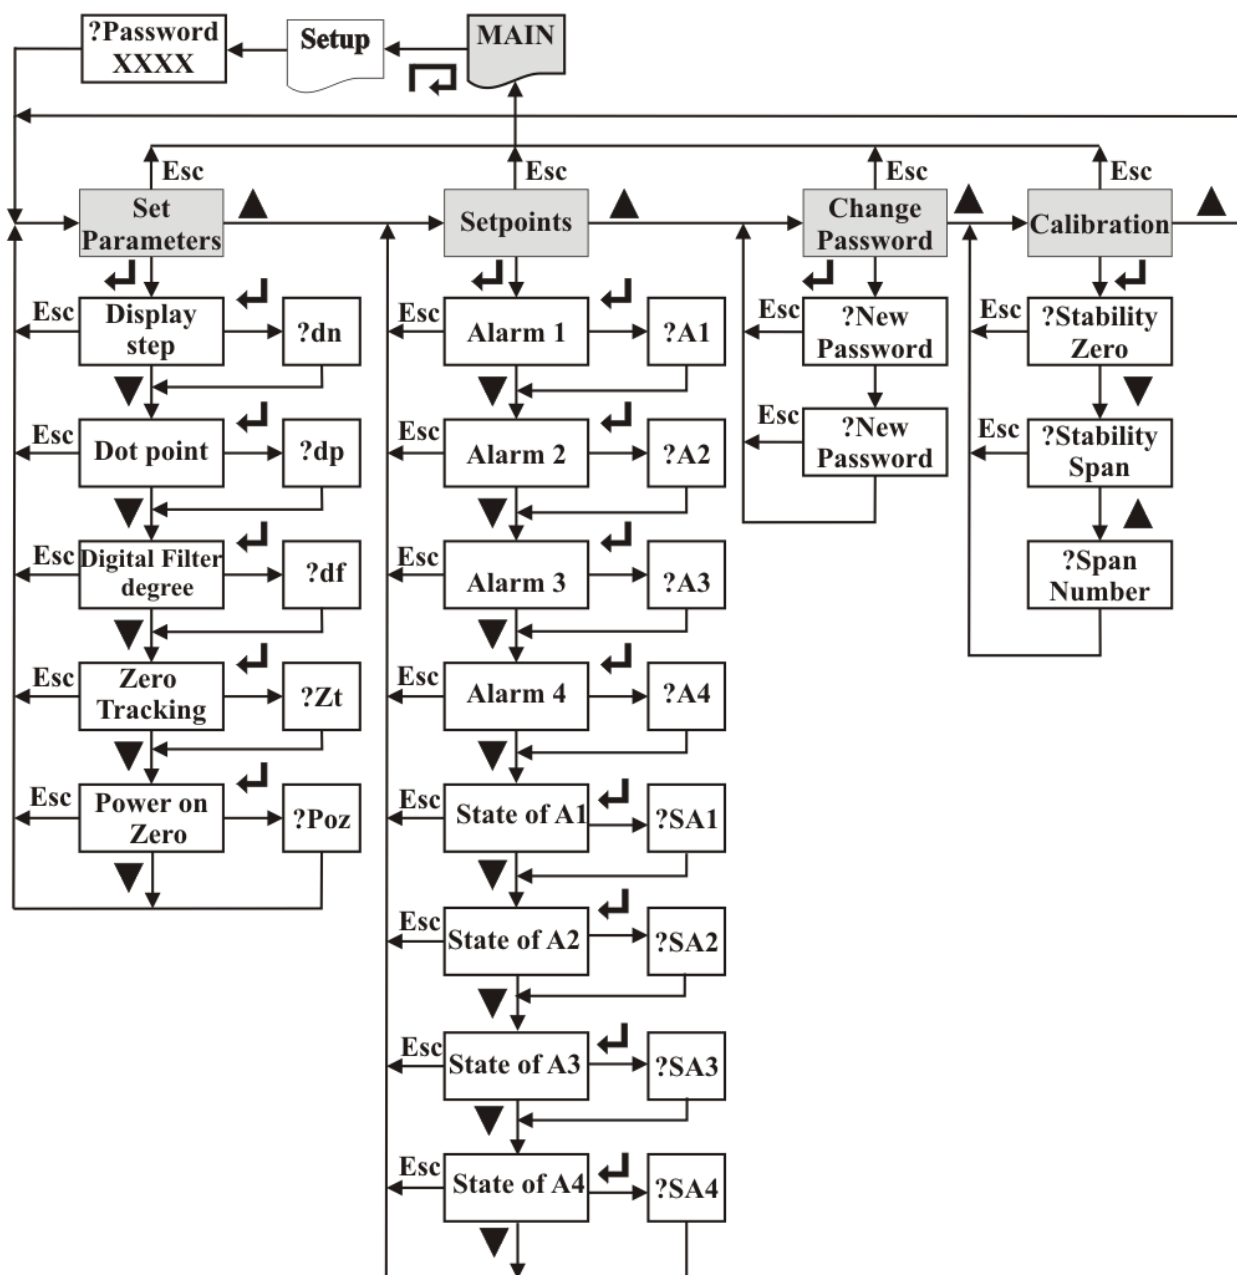 ?Password
XXXX
Setup
MAIN
Esc
Esc
Esc
Esc
Set
Parameters
Setpoints
Change
Password
Calibration
Esc
Display
step
?dn
Esc
Alarm 1
?A1
Esc
?New
Password
Esc
?Stability
Zero
Esc
Dot point
?dp
Esc
Alarm 2
?A2
Esc
?New
Password
Esc
?Stability
Span
Esc
Digital Filter
degree
?df
Esc
Alarm 3
?A3
?Span
Number
Esc
Zero
Tracking
?Zt
Esc
Alarm 4
?A4
Esc
Power on
Zero
?Poz
Esc
State of A1
?SA1
Esc
State of A2
?SA2
Esc
State of A3
?SA3
Esc
State of A4
?SA4